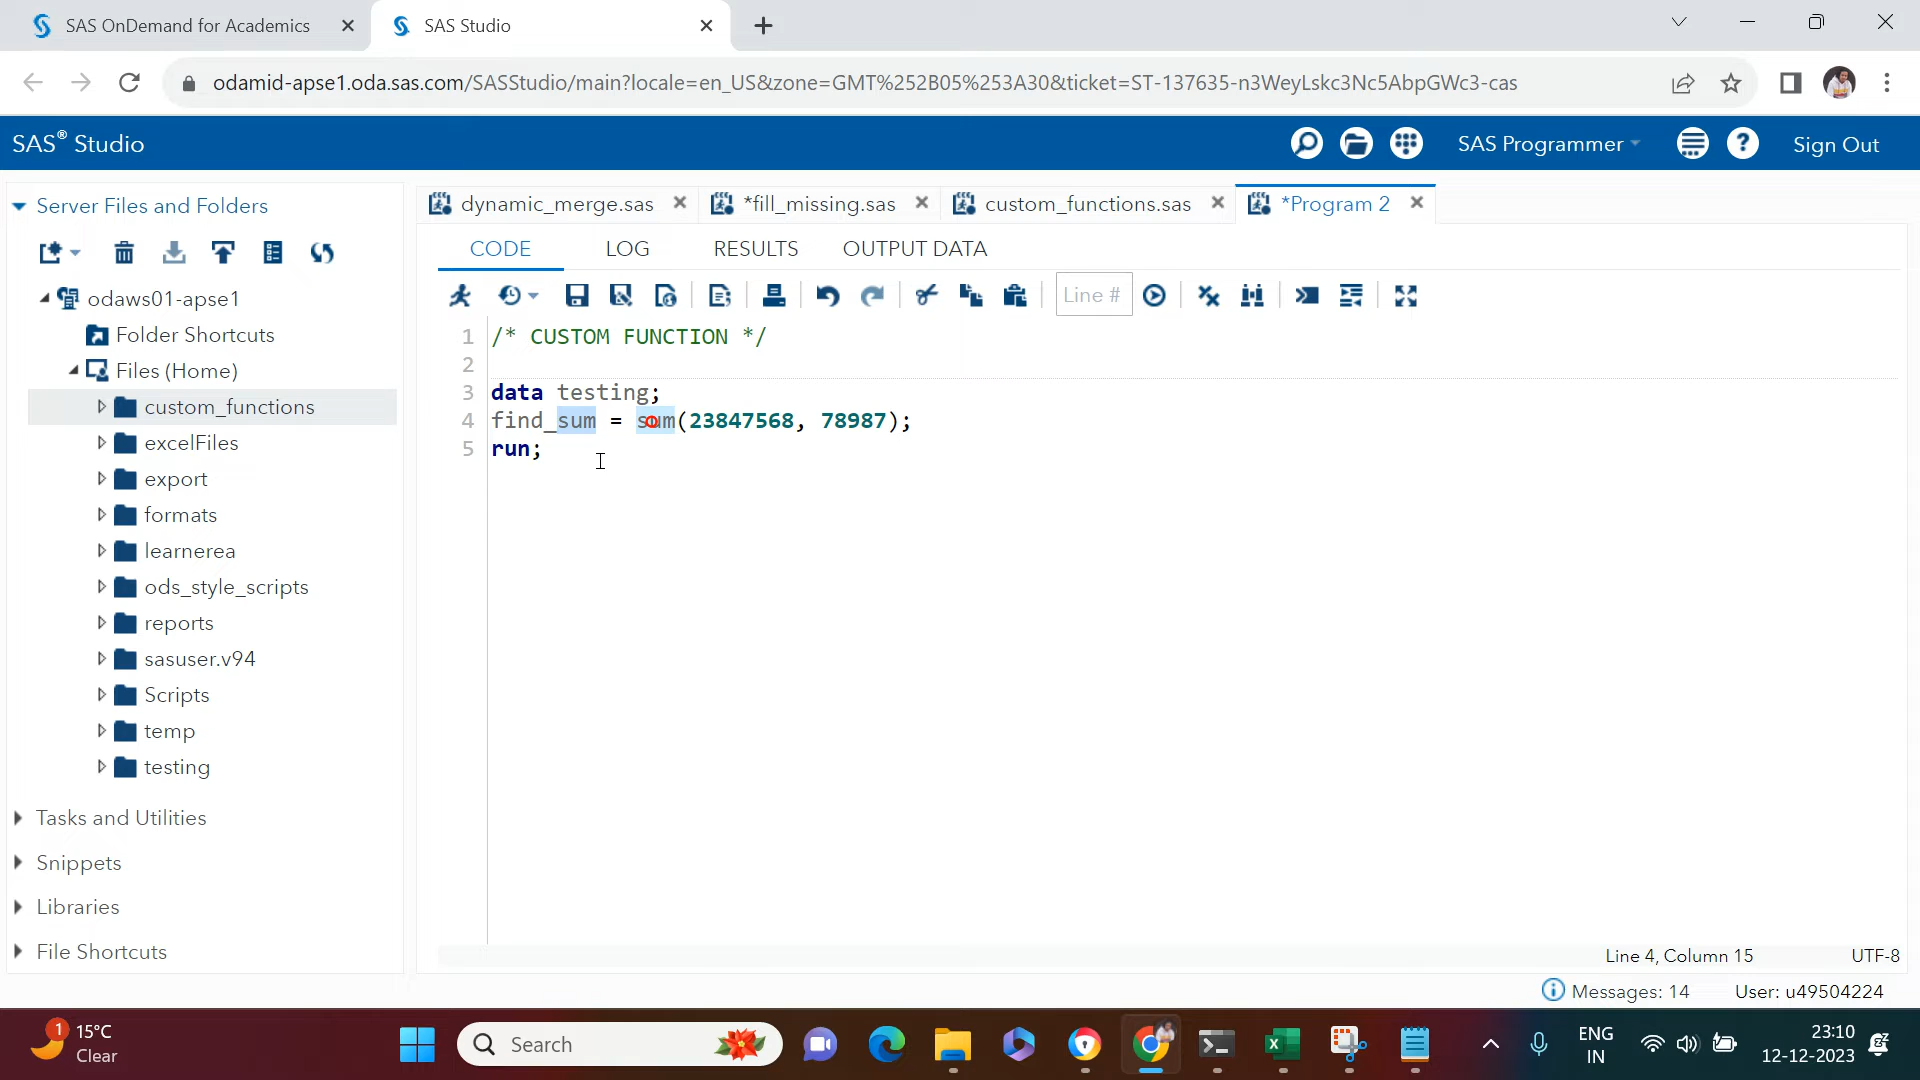 SAS OnDemand for Academics
SAS Studio
odamid-apse1.oda.sas.com/SASStudio/main?locale=en_US&zone=GMT%252B05%253A30&ticket=ST-137635-n3WeyLskc3Nc5AbpGWc3-cas
SAS® Studio
SAS Programmer
Sign Out
Server Files and Folders
odaws01-apse1
Folder Shortcuts
Files (Home)
custom_functions
excelFiles
export
formats
learnerea
ods_style_scripts
reports
sasuser.v94
Scripts
temp
testing
Tasks and Utilities
Snippets
Libraries
File Shortcuts
dynamic_merge.sas
*fill_missing.sas
custom_functions.sas
*Program 2
CODE
LOG
RESULTS
OUTPUT DATA
Line #
1 /* CUSTOM FUNCTION */
2
3 data testing;
4 find_sum = sum(23847568, 78987);
5 run;
Line 4, Column 15
UTF-8
Messages: 14
User: u49504224
1
15°C
Clear
Search
ENG
IN
23:10
12-12-2023